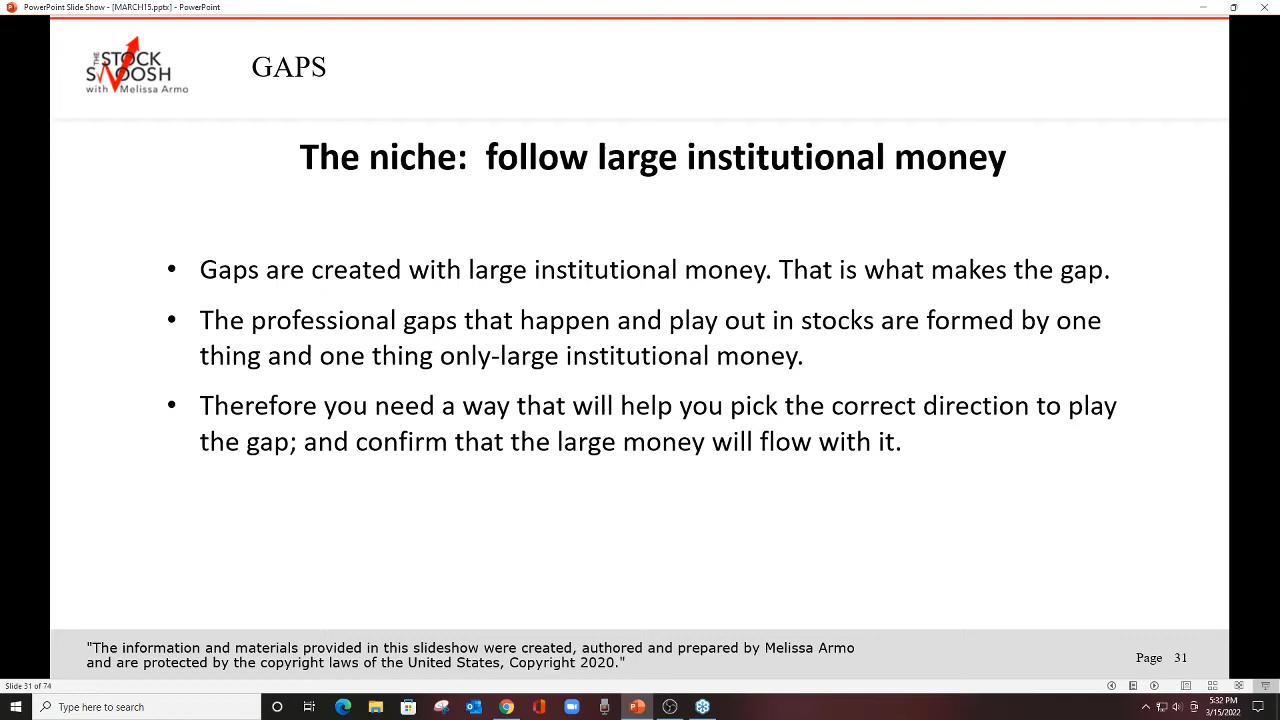 PowerPoint Slide Show - [MARCH15.pptx] - PowerPoint
THE
STOCK
SWOOSH
with Melissa Armo
GAPS
The niche:  follow large institutional money
• Gaps are created with large institutional money. That is what makes the gap.
• The professional gaps that happen and play out in stocks are formed by one
thing and one thing only-large institutional money.
• Therefore you need a way that will help you pick the correct direction to play
the gap; and confirm that the large money will flow with it.
"The information and materials provided in this slideshow were created, authored and prepared by Melissa Armo
and are protected by the copyright laws of the United States, Copyright 2020."
Page 31
Slide 31 of 74
Type here to search
5:32 PM
3/15/2022